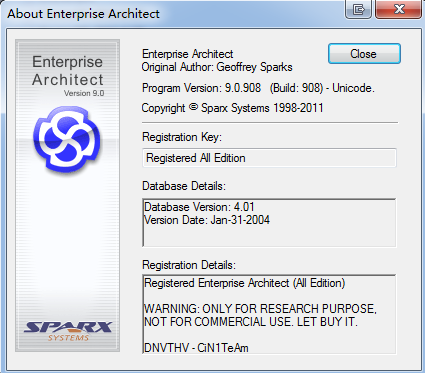 About Enterprise Architect
Enterprise
Architect
Version 9.0
SPARX
SYSTEMS
Enterprise Architect
Original Author: Geoffrey Sparks
Close
Program Version: 9.0.908 (Build: 908) - Unicode.
Copyright © Sparx Systems 1998-2011
Registration Key:
Registered All Edition
Database Details:
Database Version: 4.01
Version Date: Jan-31-2004
Registration Details:
Registered Enterprise Architect (All Edition)
WARNING: ONLY FOR RESEARCH PURPOSE,
NOT FOR COMMERCIAL USE. LET BUY IT.
DNVTHV - CiN1TeAm